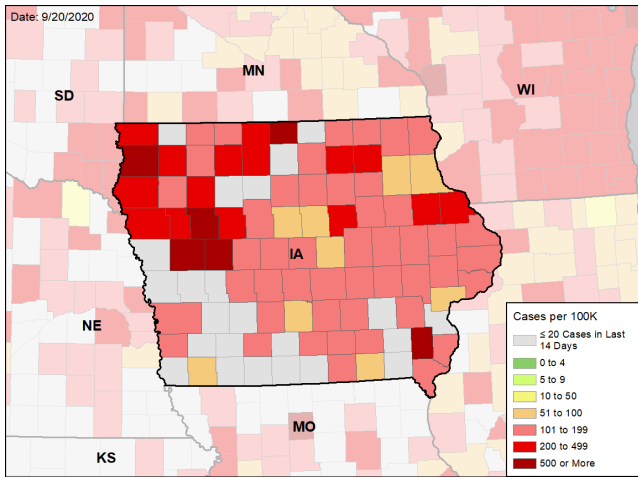 Date: 9/20/2020
MN
SD
WI
IA
NE
MO
KS
Cases per 100K
≤ 20 Cases in Last
14 Days
0 to 4
5 to 9
10 to 50
51 to 100
101 to 199
200 to 499
500 or More